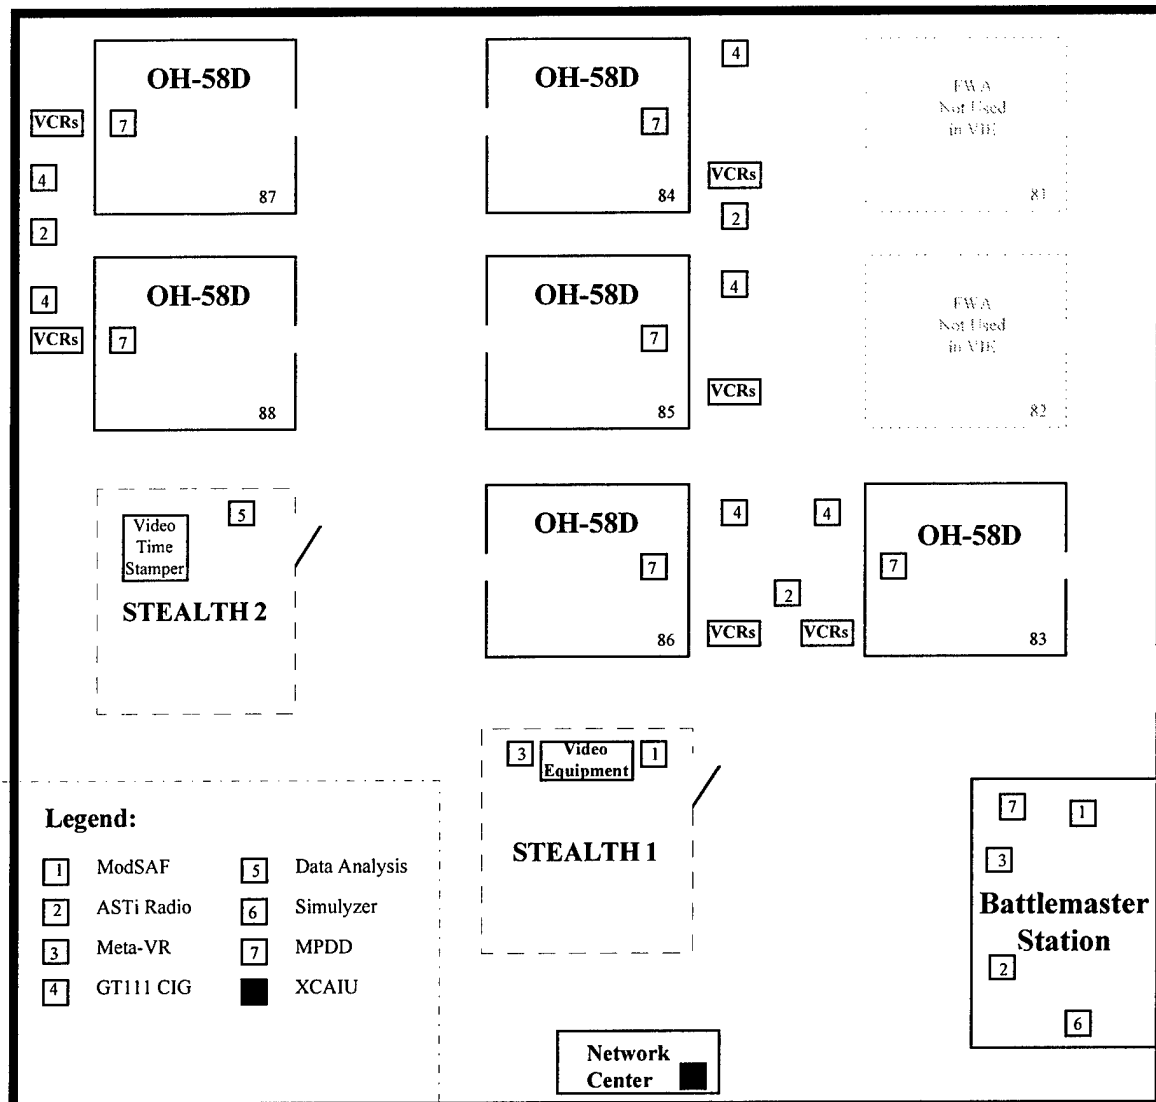 OH-58D
VCRs
7
4
87
2
OH-58D
4
VCRs
7
88
OH-58D
7
84
4
VCRs
2
OH-58D
7
85
4
VCRs
FWA
Not Used
in VIE
81
FWA
Not Used
in VIE
82
5
Video
Time
Stamper
STEALTH 2
OH-58D
7
86
4
4
2
VCRs
VCRs
OH-58D
7
83
3
Video
Equipment
1
STEALTH 1
7
1
3
Battlemaster
Station
2
6
Legend:
1 ModSAF
5 Data Analysis
2 ASTi Radio
6 Simulyzer
3 Meta-VR
7 MPDD
4 GT111 CIG
XCAIU
Network
Center